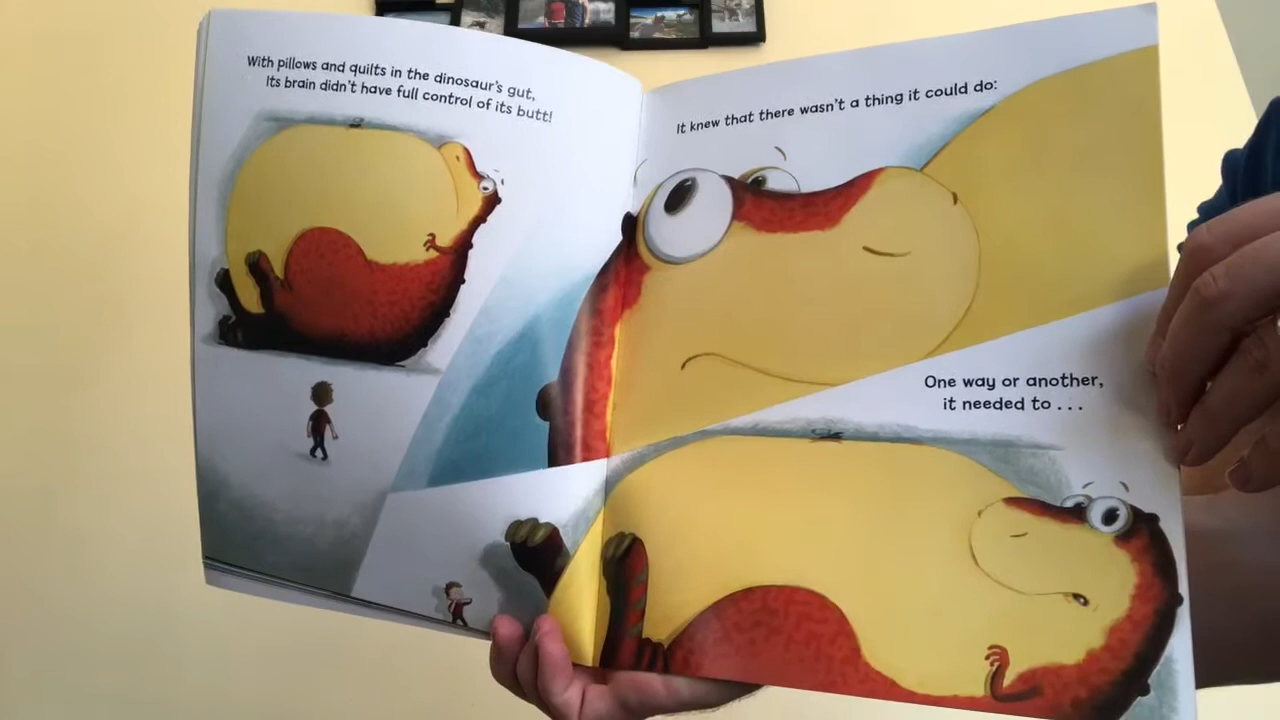 With pillows and quilts in the dinosaur's gut,
Its brain didn't have full control of its butt!
It knew that there wasn't a thing it could do:
One way or another,
it needed to . . .